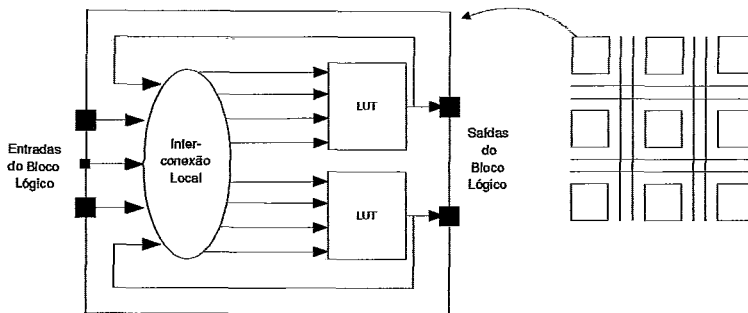 Entradas
do Bloco
Lógico
Inter-
conexão
Local
LUT
LUT
Saídas
do
Bloco
Lógico